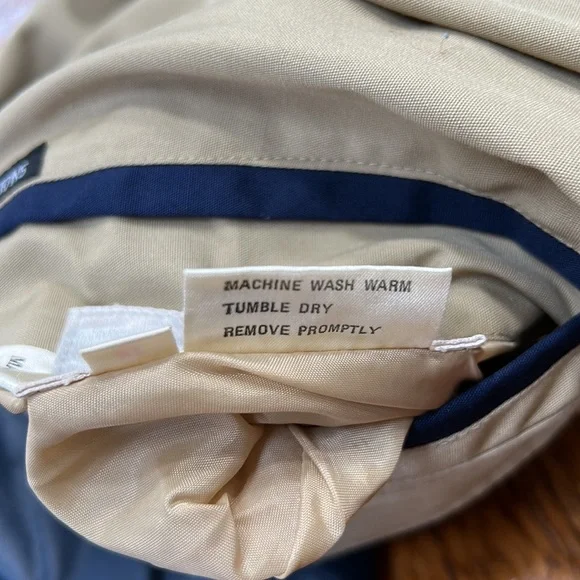 MACHINE WASH WARM
TUMBLE DRY
REMOVE PROMPTLY